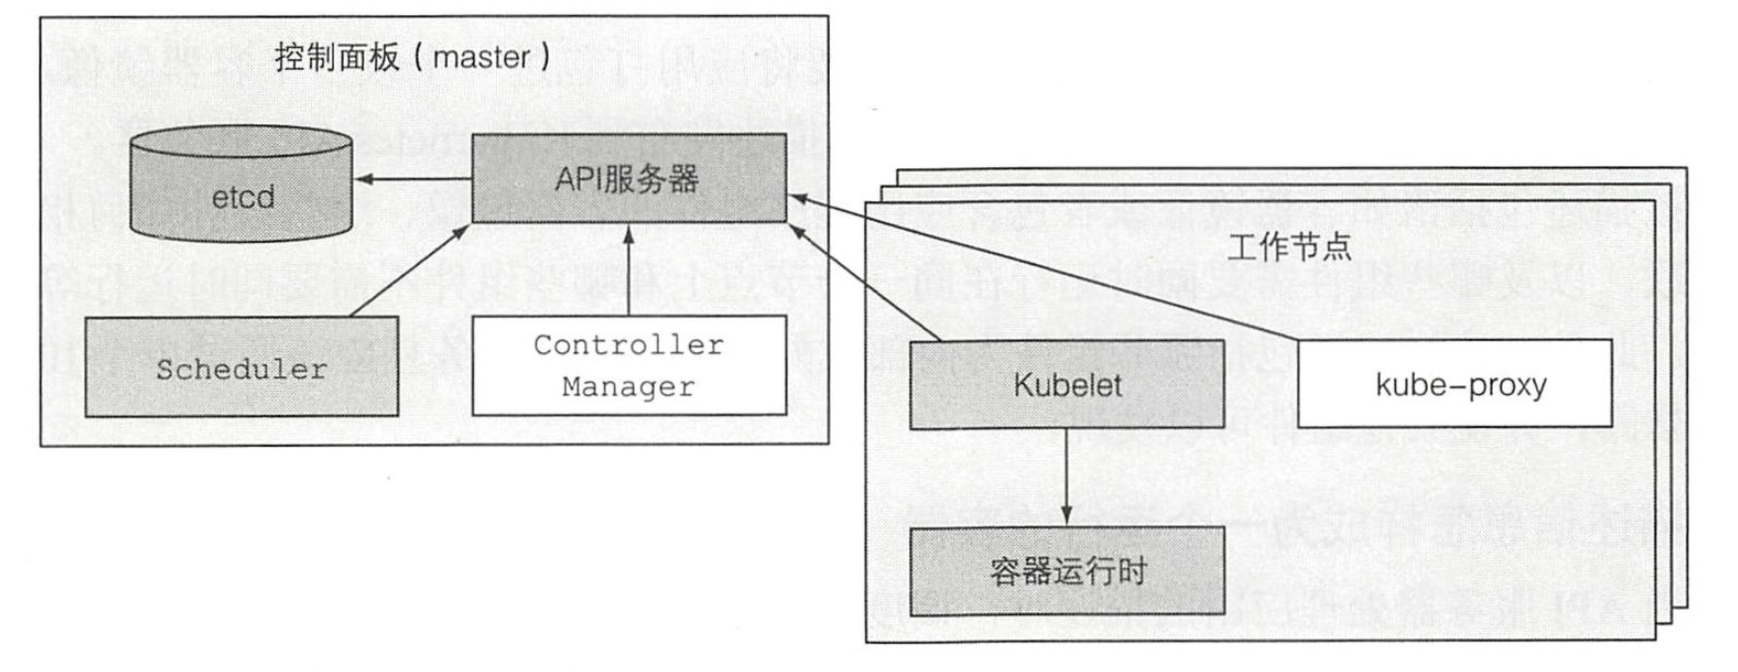 控制面板（master）
etcd
API服务器
Scheduler
Controller
Manager
工作节点
Kubelet
kube-proxy
容器运行时